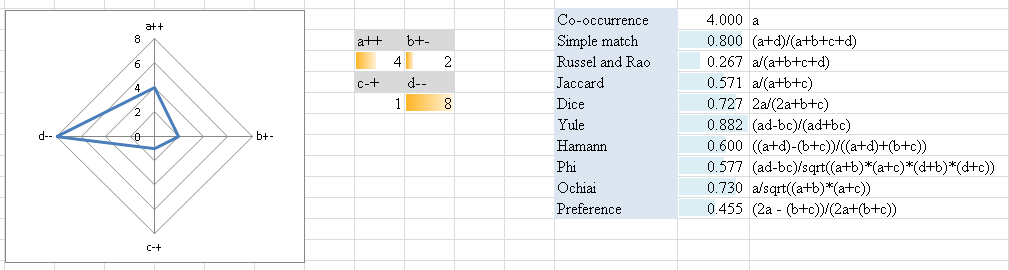 a++
8
6
4
2
0
d--
b+-
c-+
a++ b+-
4 2
c-+ d--
1 8
Co-occurrence 4.000 a
Simple match 0.800 (a+d)/(a+b+c+d)
Russel and Rao 0.267 a/(a+b+c+d)
Jaccard 0.571 a/(a+b+c)
Dice 0.727 2a/(2a+b+c)
Yule 0.882 (ad-bc)/(ad+bc)
Hamann 0.600 ((a+d)-(b+c))/((a+d)+(b+c))
Phi 0.577 (ad-bc)/sqrt((a+b)*(a+c)*(d+b)*(d+c))
Ochiai 0.730 a/sqrt((a+b)*(a+c))
Preference 0.455 (2a - (b+c))/(2a+(b+c))